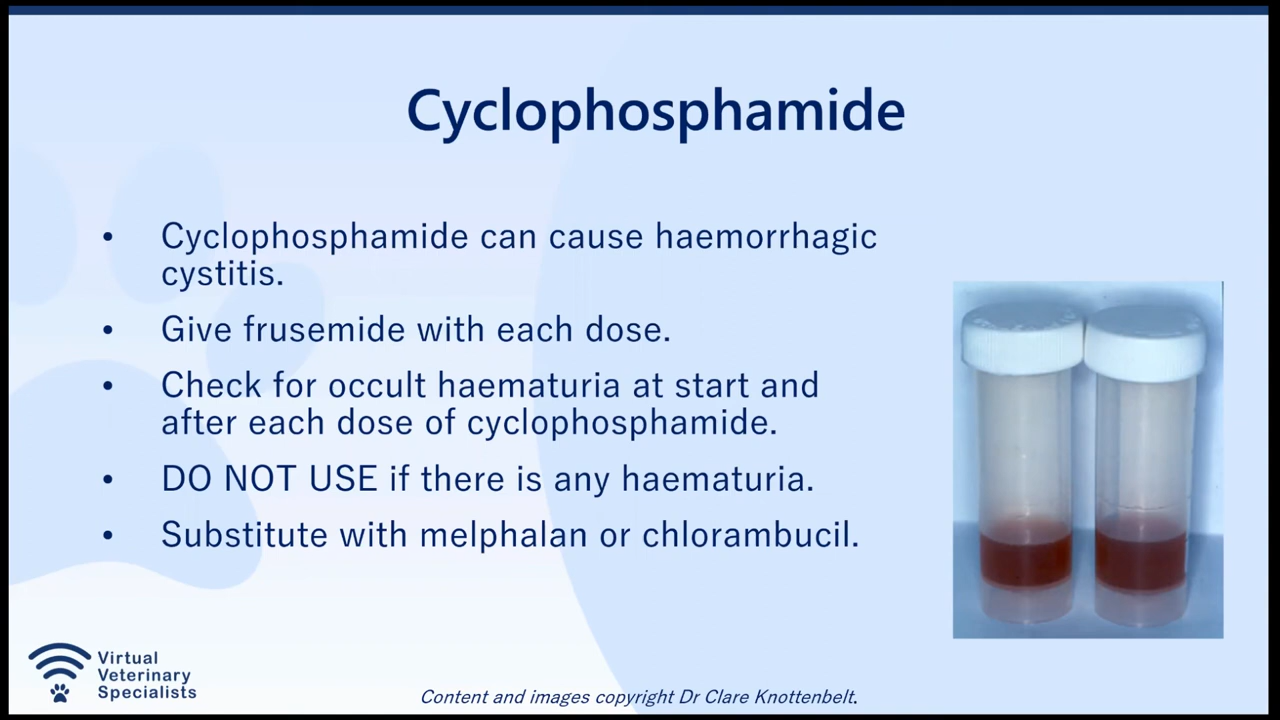 Cyclophosphamide
• Cyclophosphamide can cause haemorrhagic
cystitis.
• Give frusemide with each dose.
• Check for occult haematuria at start and
after each dose of cyclophosphamide.
• DO NOT USE if there is any haematuria.
• Substitute with melphalan or chlorambucil.
Virtual
Veterinary
Specialists
Content and images copyright Dr Clare Knottenbelt.